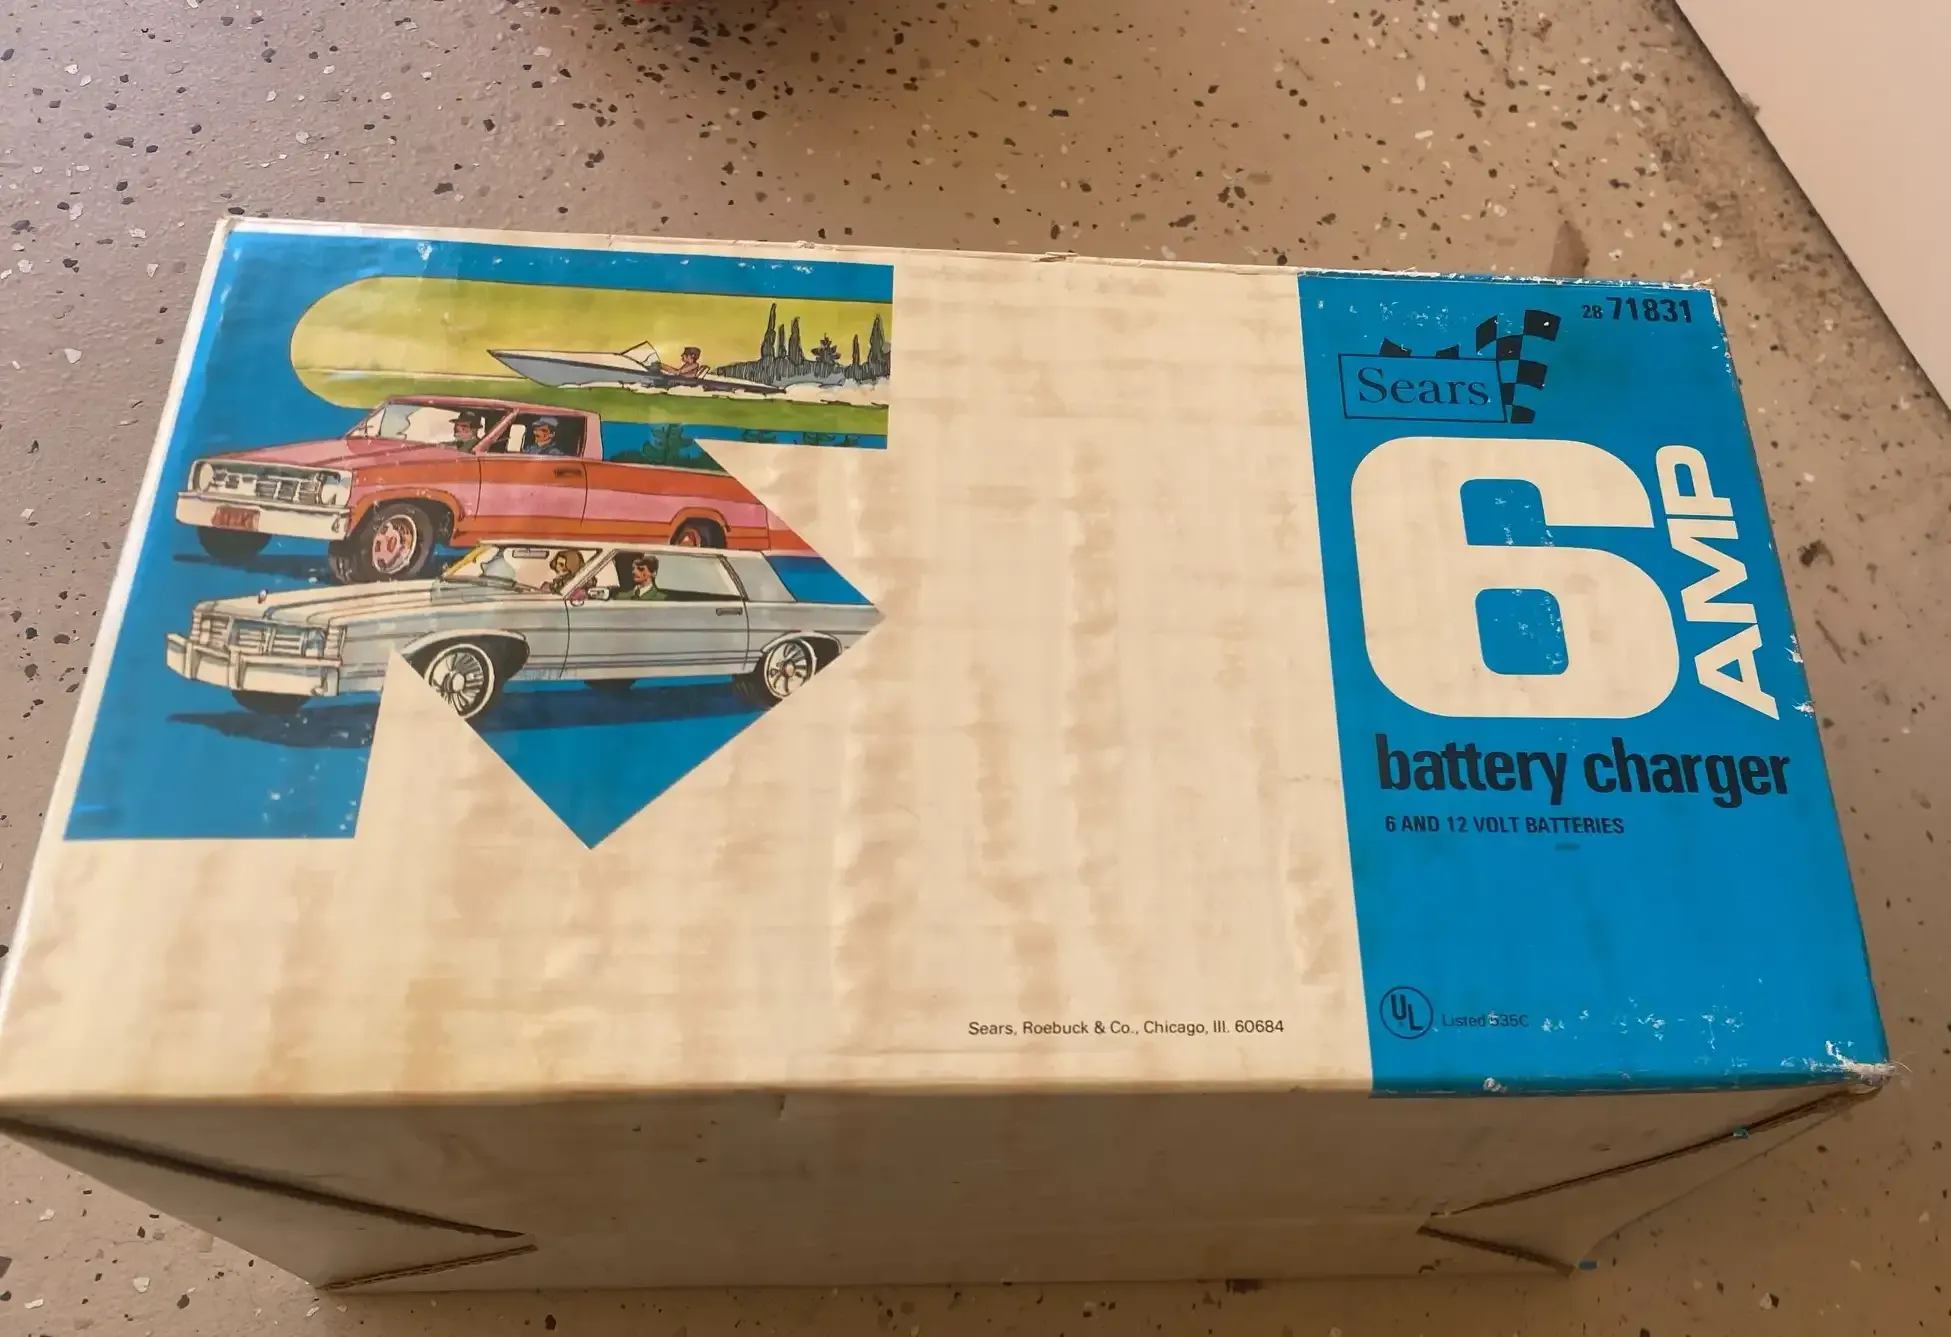 28 71831
Sears
6
AMP
battery charger
6 AND 12 VOLT BATTERIES
UL Listed 535C
Sears, Roebuck & Co., Chicago, Ill. 60684